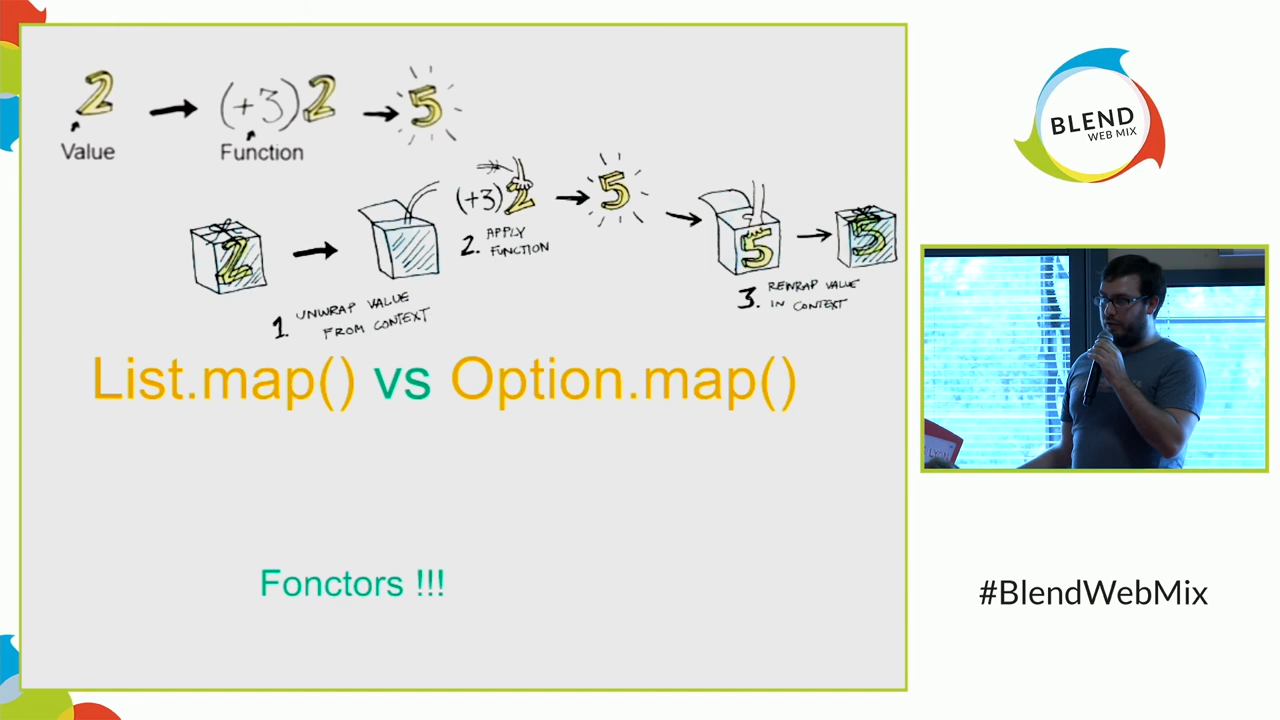 2
(+3)2
5
Value
Function
2
(+3)2
5
5
5
2. APPLY
FUNCTION
1. UNWRAP VALUE
FROM CONTEXT
3. REWRAP VALUE
IN CONTEXT
List.map() vs Option.map()
Fonctors !!!
BLEND
WEB MIX
LYON
#BlendWebMix